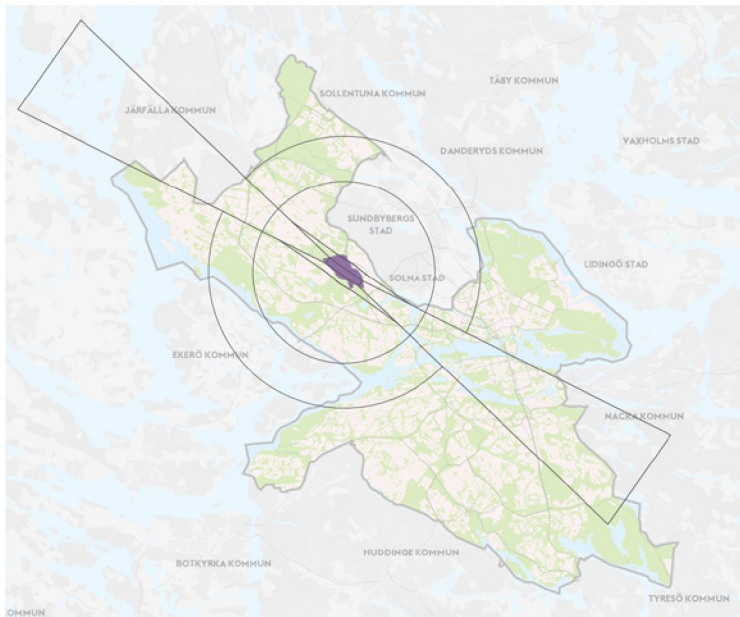 TÄBY KOMMUN
SOLLENTUNA KOMMUN
JÄRFÄLLA KOMMUN
VAXHOLMS STAD
DANDERYDS KOMMUN
SUNDBYBERGS
STAD
LIDINGÖ STAD
SOLNA STAD
EKERÖ KOMMUN
NACKA KOMMUN
HUDDINGE KOMMUN
BOTKYRKA KOMMUN
TYRESÖ KOMMUN
OMMUN